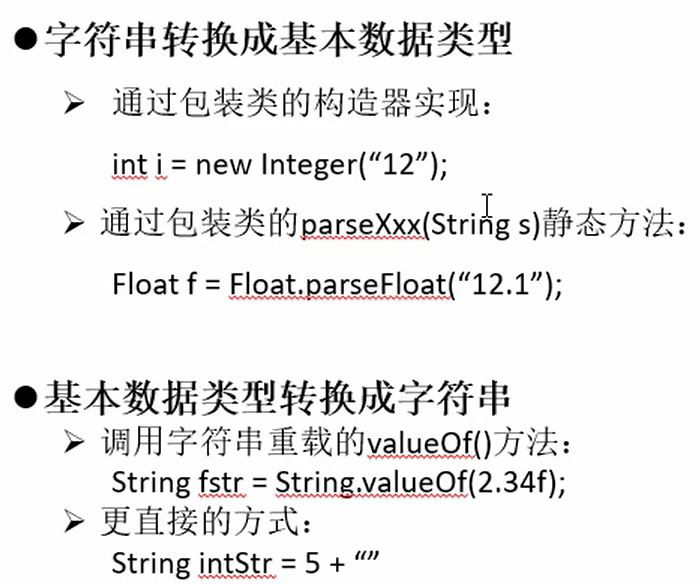 ●字符串转换成基本数据类型
➢ 通过包装类的构造器实现：
int i = new Integer(“12”);
➢ 通过包装类的parseXxx(String s)静态方法：
Float f = Float.parseFloat(“12.1”);
●基本数据类型转换成字符串
➢ 调用字符串重载的valueOf()方法：
String fstr = String.valueOf(2.34f);
➢ 更直接的方式：
String intStr = 5 + “”